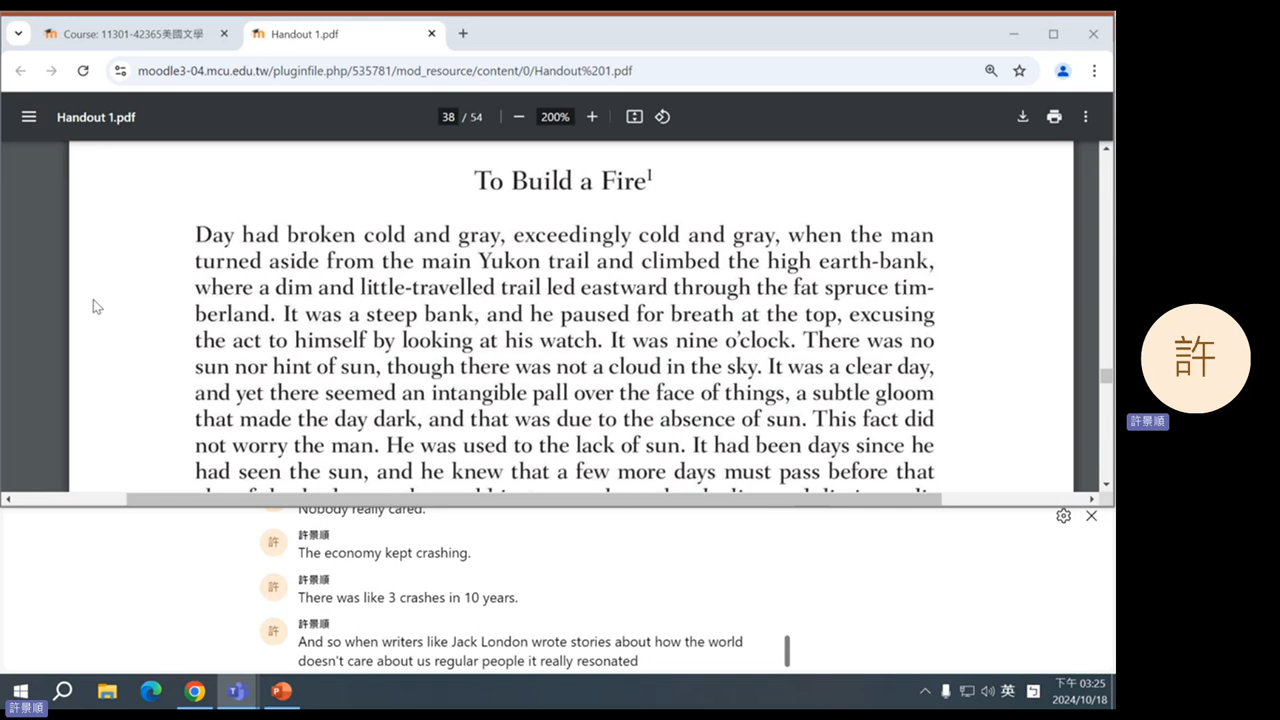 Course: 11301-42365美國文學
Handout 1.pdf
moodle3-04.mcu.edu.tw/pluginfile.php/535781/mod_resource/content/0/Handout%201.pdf
Handout 1.pdf
38 / 54
200%
To Build a Fire1
Day had broken cold and gray, exceedingly cold and gray, when the man
turned aside from the main Yukon trail and climbed the high earth-bank,
where a dim and little-travelled trail led eastward through the fat spruce tim-
berland. It was a steep bank, and he paused for breath at the top, excusing
the act to himself by looking at his watch. It was nine o'clock. There was no
sun nor hint of sun, though there was not a cloud in the sky. It was a clear day,
and yet there seemed an intangible pall over the face of things, a subtle gloom
that made the day dark, and that was due to the absence of sun. This fact did
not worry the man. He was used to the lack of sun. It had been days since he
had seen the sun, and he knew that a few more days must pass before that
許
許景順
Nobody really cared.
許
許景順
The economy kept crashing.
許
許景順
There was like 3 crashes in 10 years.
許
許景順
And so when writers like Jack London wrote stories about how the world
doesn't care about us regular people it really resonated
英
下午 03:25
2024/10/18
許景順